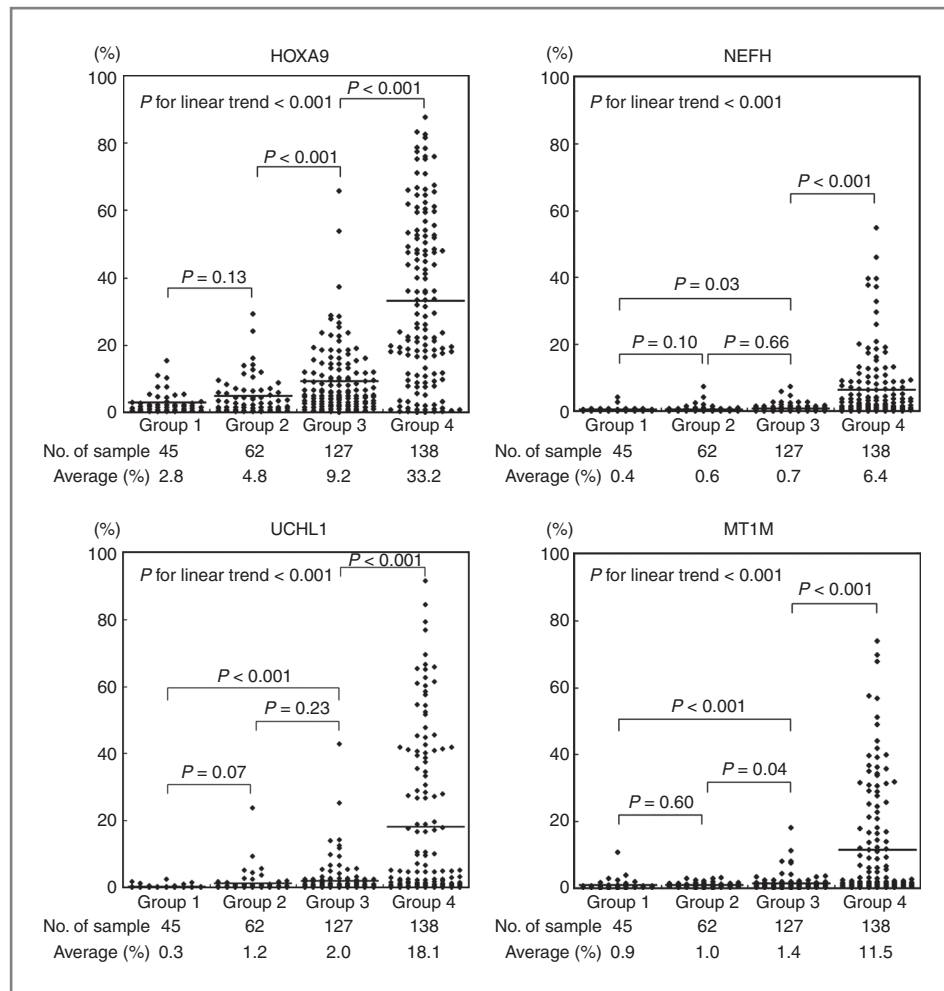 (%) HOXA9
100
P for linear trend < 0.001
P < 0.001
80
P < 0.001
60
40
P = 0.13
20
0
Group 1 Group 2 Group 3 Group 4
No. of sample 45 62 127 138
Average (%) 2.8 4.8 9.2 33.2
(%) NEFH
100
P for linear trend < 0.001
80
P < 0.001
60
40
P = 0.03
20
P = 0.10 P = 0.66
0
Group 1 Group 2 Group 3 Group 4
No. of sample 45 62 127 138
Average (%) 0.4 0.6 0.7 6.4
(%) UCHL1
100
P < 0.001
P for linear trend < 0.001
80
60
P < 0.001
P = 0.23
40
P = 0.07
20
0
Group 1 Group 2 Group 3 Group 4
No. of sample 45 62 127 138
Average (%) 0.3 1.2 2.0 18.1
(%) MT1M
100
P for linear trend < 0.001
P < 0.001
80
60
P < 0.001
40
P = 0.04
P = 0.60
20
0
Group 1 Group 2 Group 3 Group 4
No. of sample 45 62 127 138
Average (%) 0.9 1.0 1.4 11.5